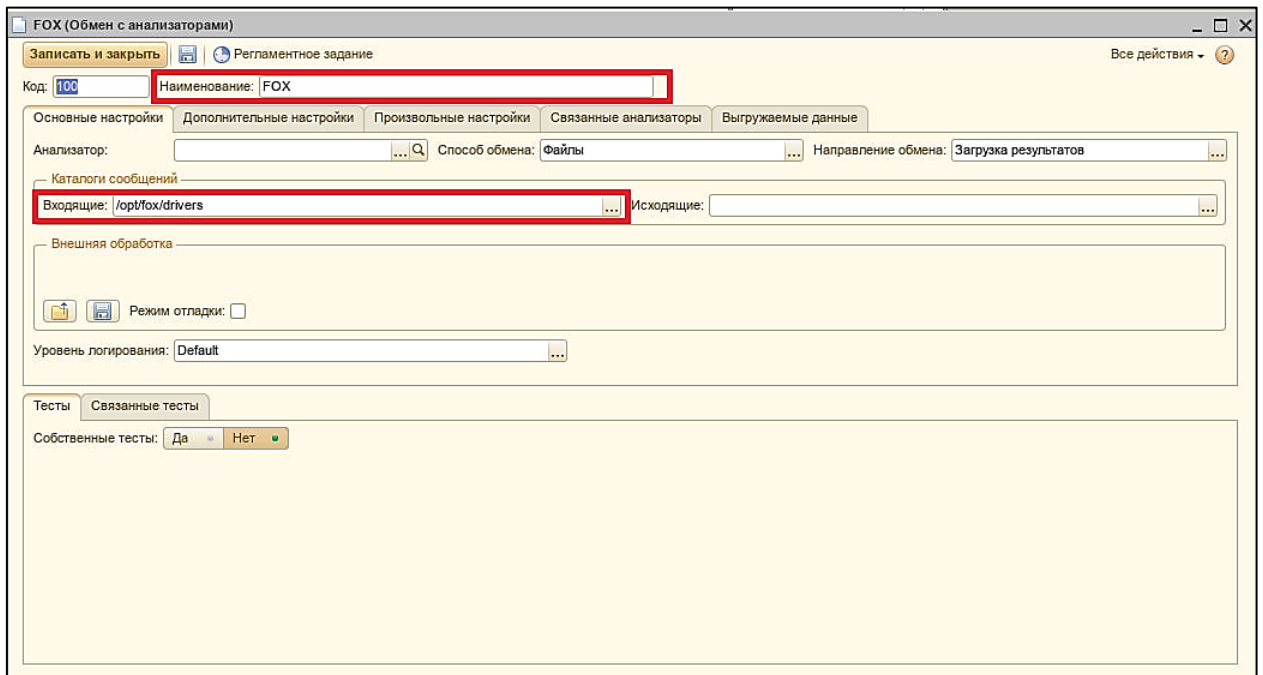 FOX (Обмен с анализаторами)
Записать и закрыть Регламентное задание Все действия ?
Код: 100 Наименование: FOX
Основные настройки Дополнительные настройки Произвольные настройки Связанные анализаторы Выгружаемые данные
Анализатор: ... Способ обмена: Файлы ... Направление обмена: Загрузка результатов ...
Каталоги сообщений
Входящие: /opt/fox/drivers ... Исходящие: ...
Внешняя обработка
Режим отладки:
Уровень логирования: Default ...
Тесты Связанные тесты
Собственные тесты: Да Нет